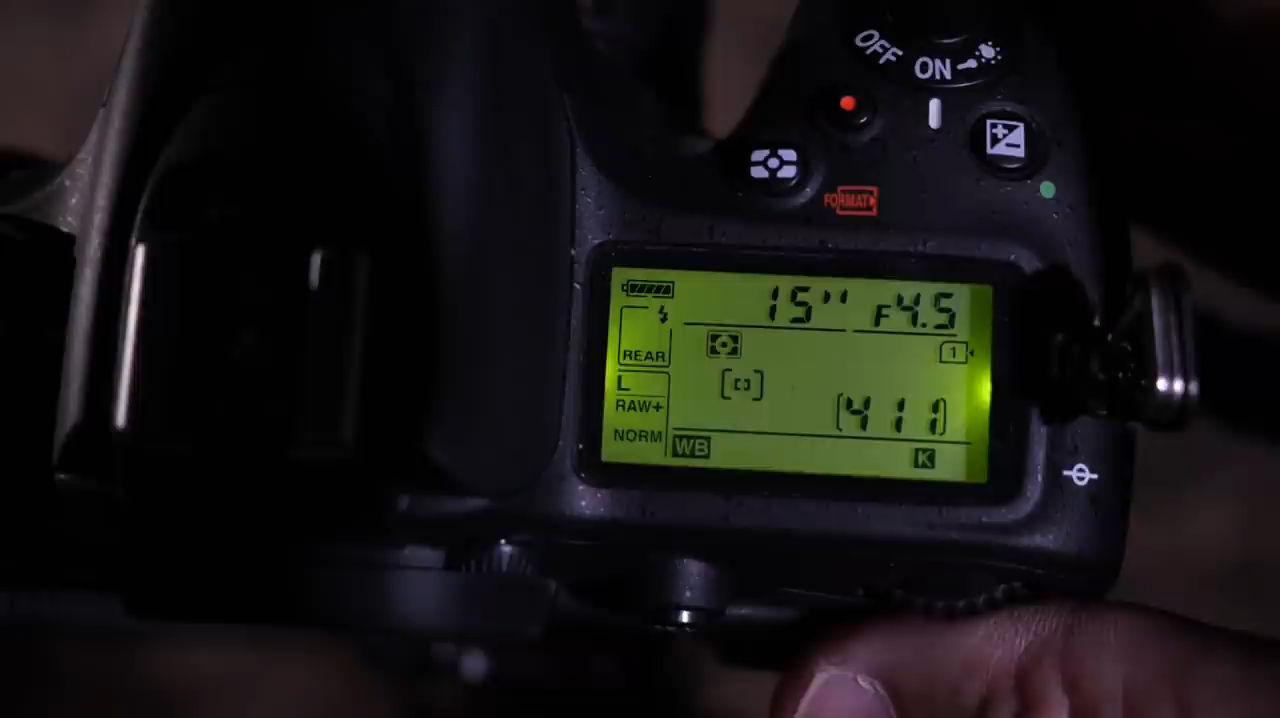 OFF
ON
FORMAT
15" F4.5
REAR
1
L
RAW+
[411]
NORM
WB
K